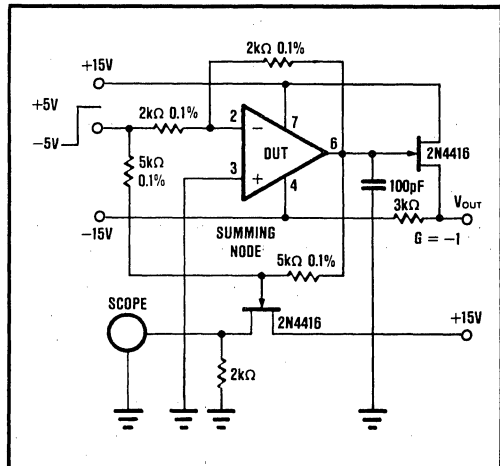 2kΩ 0.1%
+15V
+5V
-5V
2kΩ 0.1%
2
7
−
DUT
6
3
+
4
5kΩ
0.1%
2N4416
100pF
3kΩ
VOUT
G = −1
-15V
SUMMING
NODE
5kΩ 0.1%
SCOPE
2N4416
+15V
2kΩ